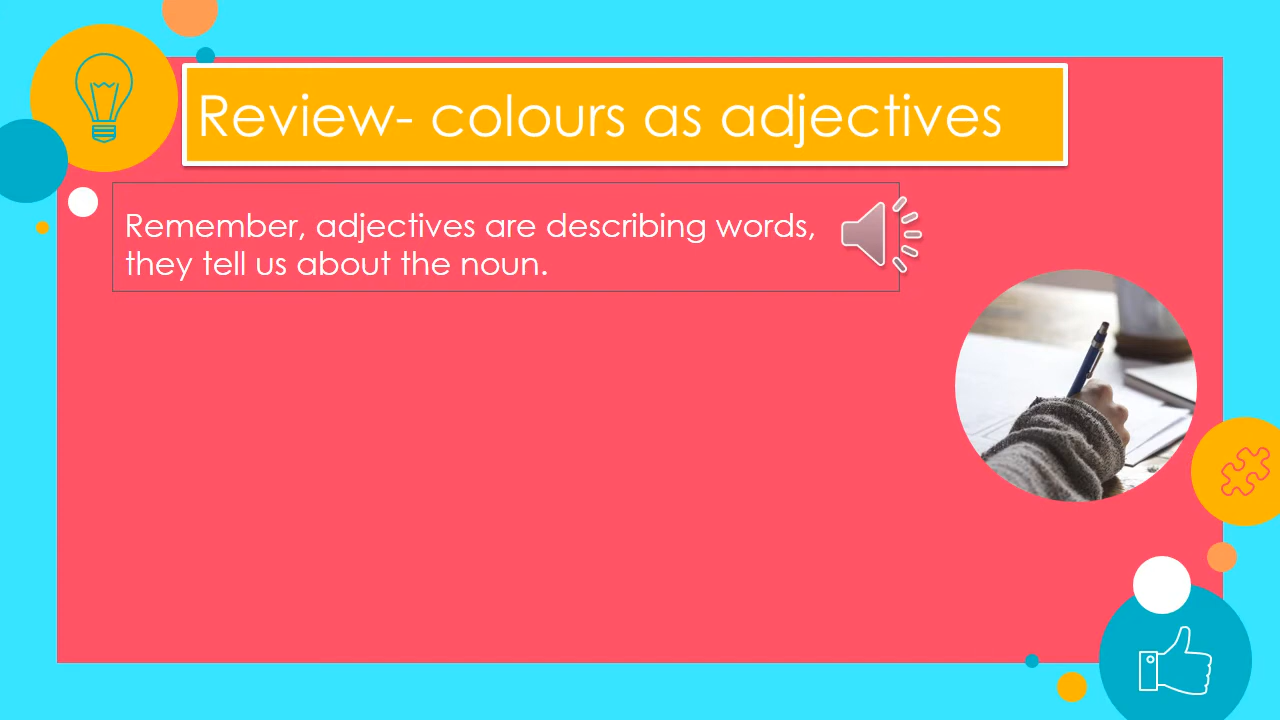 Review- colours as adjectives
Remember, adjectives are describing words,
they tell us about the noun.